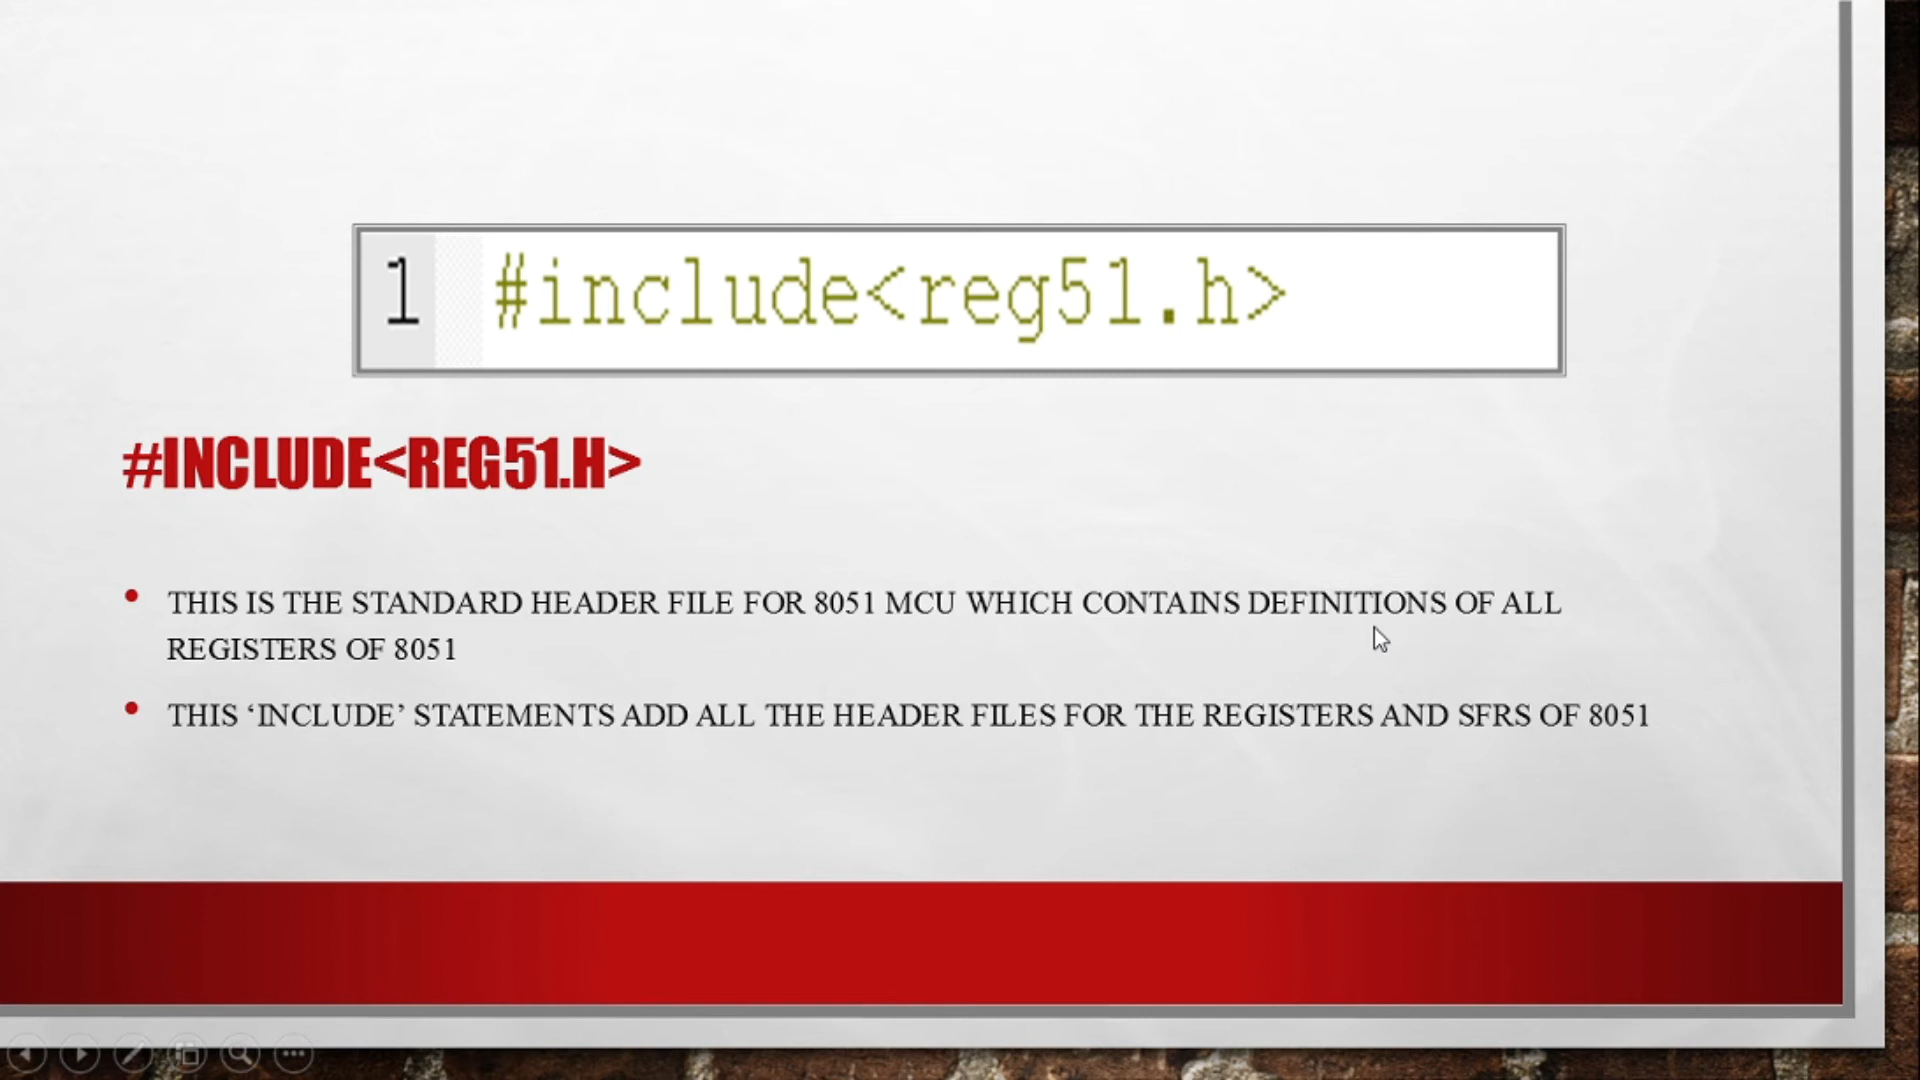 1 #include<reg51.h>
#INCLUDE<REG51.H>
• THIS IS THE STANDARD HEADER FILE FOR 8051 MCU WHICH CONTAINS DEFINITIONS OF ALL
REGISTERS OF 8051
• THIS ‘INCLUDE’ STATEMENTS ADD ALL THE HEADER FILES FOR THE REGISTERS AND SFRS OF 8051